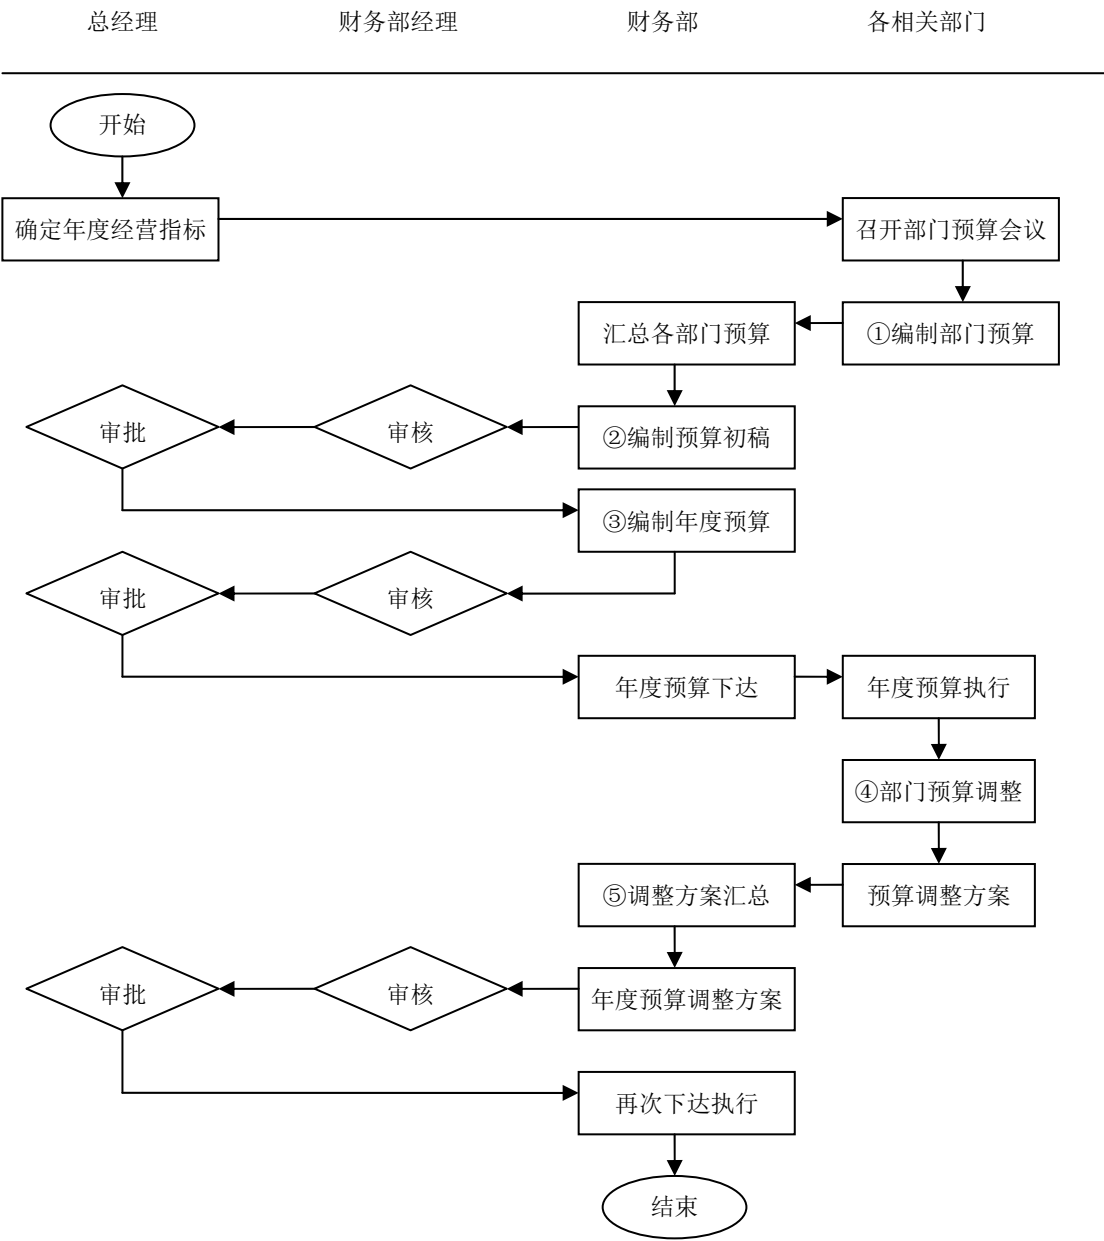 总经理
财务部经理
财务部
各相关部门
开始
确定年度经营指标
召开部门预算会议
汇总各部门预算
①编制部门预算
审批
审核
②编制预算初稿
③编制年度预算
审批
审核
年度预算下达
年度预算执行
④部门预算调整
⑤调整方案汇总
预算调整方案
审批
审核
年度预算调整方案
再次下达执行
结束